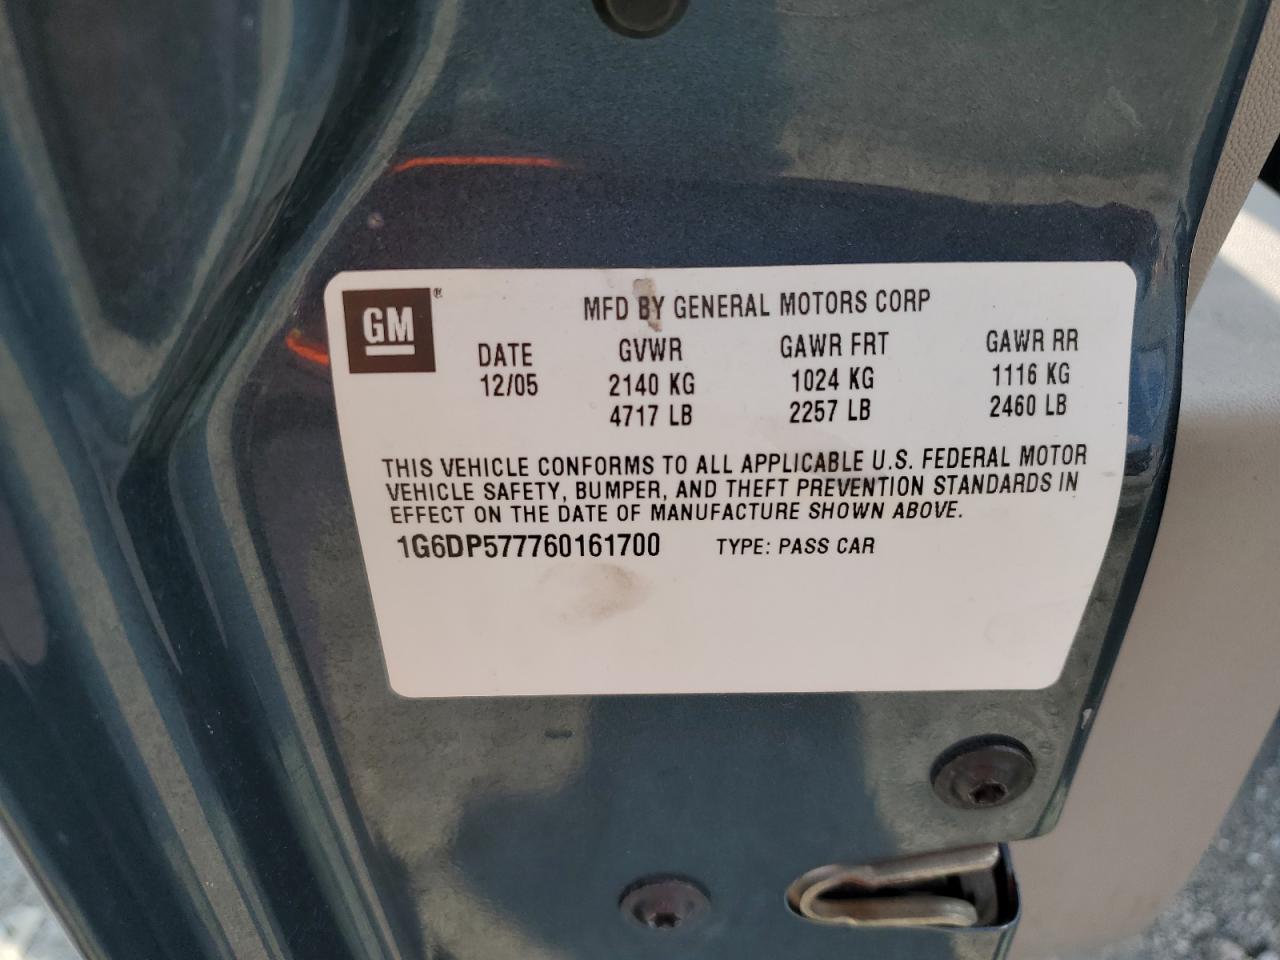 GM®
MFD BY GENERAL MOTORS CORP
DATE GVWR GAWR FRT GAWR RR
12/05 2140 KG 1024 KG 1116 KG
4717 LB 2257 LB 2460 LB
THIS VEHICLE CONFORMS TO ALL APPLICABLE U.S. FEDERAL MOTOR
VEHICLE SAFETY, BUMPER, AND THEFT PREVENTION STANDARDS IN
EFFECT ON THE DATE OF MANUFACTURE SHOWN ABOVE.
1G6DP577760161700 TYPE: PASS CAR